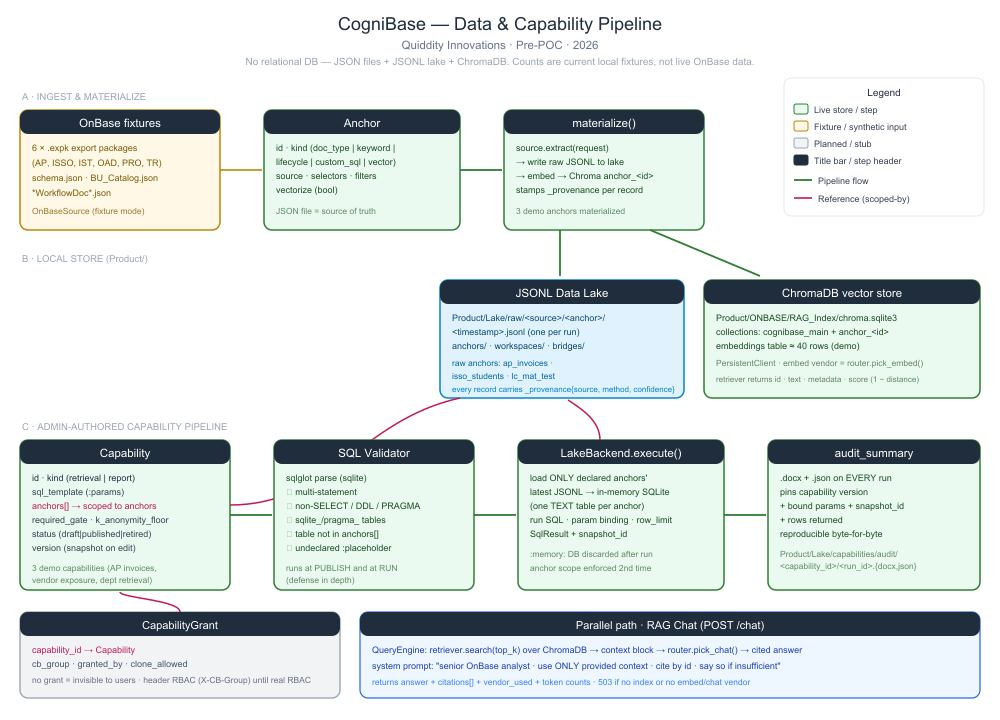 CogniBase — Data & Capability Pipeline
Quiddity Innovations · Pre-POC · 2026
No relational DB — JSON files + JSONL lake + ChromaDB. Counts are current local fixtures, not live OnBase data.
Legend
Live store / step
Fixture / synthetic input
Planned / stub
Title bar / step header
Pipeline flow
Reference (scoped-by)
A · INGEST & MATERIALIZE
OnBase fixtures
6 × .expk export packages
(AP, ISSO, IST, OAD, PRO, TR)
schema.json · BU_Catalog.json
*WorkflowDoc*.json
OnBaseSource (fixture mode)
Anchor
id · kind (doc_type | keyword |
lifecycle | custom_sql | vector)
source · selectors · filters
vectorize (bool)
JSON file = source of truth
materialize()
source.extract(request)
→ write raw JSONL to lake
→ embed → Chroma anchor_<id>
stamps _provenance per record
3 demo anchors materialized
B · LOCAL STORE (Product/)
JSONL Data Lake
Product/Lake/raw/<source>/<anchor>/
<timestamp>.jsonl (one per run)
anchors/ · workspaces/ · bridges/
raw anchors: ap_invoices ·
isso_students · lc_mat_test
every record carries _provenance{source, method, confidence}
ChromaDB vector store
Product/ONBASE/RAG_Index/chroma.sqlite3
collections: cognibase_main + anchor_<id>
embeddings table ≈ 40 rows (demo)
PersistentClient · embed vendor = router.pick_embed()
retriever returns id · text · metadata · score (1 − distance)
C · ADMIN-AUTHORED CAPABILITY PIPELINE
Capability
id · kind (retrieval | report)
sql_template (:params)
anchors[] → scoped to anchors
required_gate · k_anonymity_floor
status (draft|published|retired)
version (snapshot on edit)
3 demo capabilities (AP invoices,
vendor exposure, dept retrieval)
SQL Validator
sqlglot parse (sqlite)
multi-statement
non-SELECT / DDL / PRAGMA
sqlite_/pragma_ tables
table not in anchors[]
undeclared :placeholder
runs at PUBLISH and at RUN
(defense in depth)
LakeBackend.execute()
load ONLY declared anchors'
latest JSONL → in-memory SQLite
(one TEXT table per anchor)
run SQL · param binding · row_limit
SqlResult + snapshot_id
:memory: DB discarded after run
anchor scope enforced 2nd time
audit_summary
.docx + .json on EVERY run
pins capability version
+ bound params + snapshot_id
+ rows returned
reproducible byte-for-byte
Product/Lake/capabilities/audit/
<capability_id>/<run_id>.{docx,json}
CapabilityGrant
capability_id → Capability
cb_group · granted_by · clone_allowed
no grant = invisible to users · header RBAC (X-CB-Group) until real RBAC
Parallel path · RAG Chat (POST /chat)
QueryEngine: retriever.search(top_k) over ChromaDB → context block → router.pick_chat() → cited answer
system prompt: "senior OnBase analyst · use ONLY provided context · cite by id · say so if insufficient"
returns answer + citations[] + vendor_used + token counts · 503 if no index or no embed/chat vendor